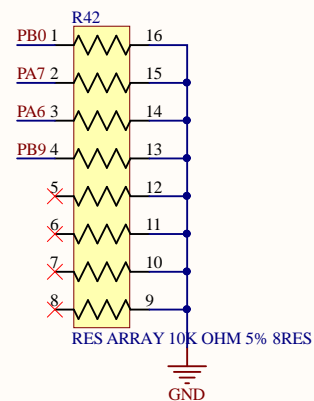 R42
PB0 1 16
PA7 2 15
PA6 3 14
PB9 4 13
5 12
6 11
7 10
8 9
RES ARRAY 10K OHM 5% 8RES
GND